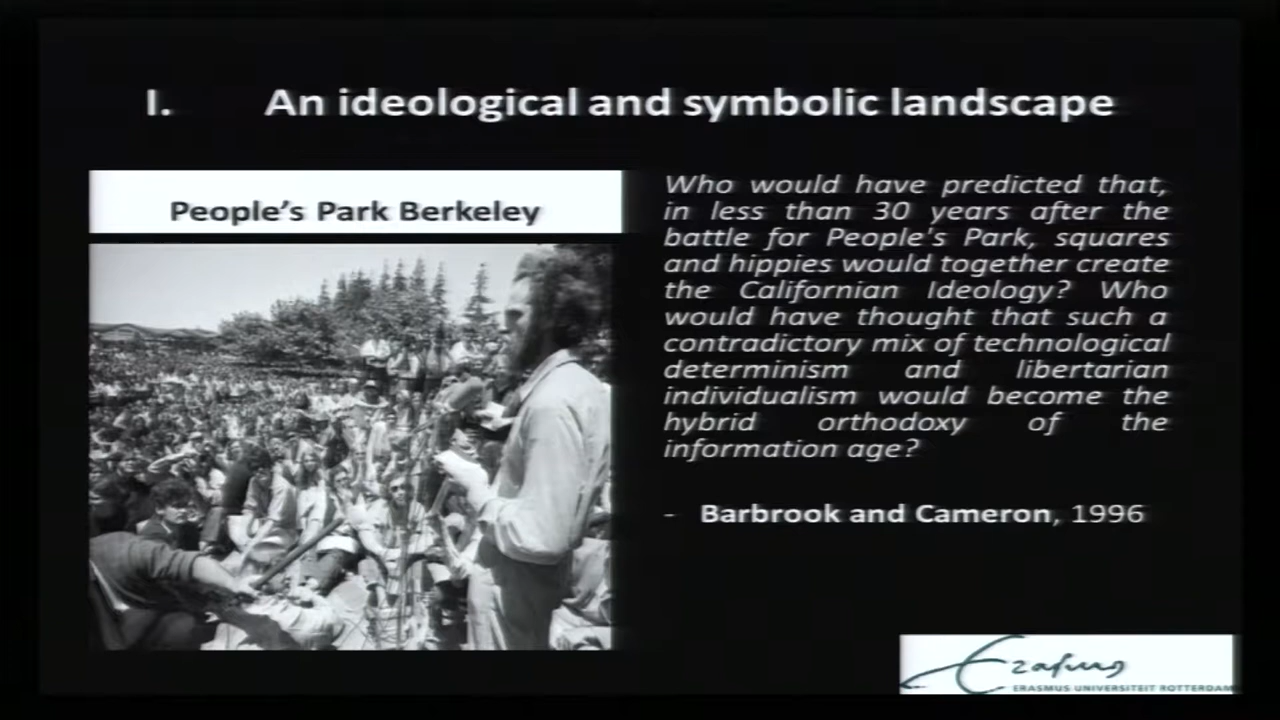 I. An ideological and symbolic landscape
People's Park Berkeley
Who would have predicted that,
in less than 30 years after the
battle for People's Park, squares
and hippies would together create
the Californian Ideology? Who
would have thought that such a
contradictory mix of technological
determinism and libertarian
individualism would become the
hybrid orthodoxy of the
information age?
- Barbrook and Cameron, 1996
Erasmus
ERASMUS UNIVERSITEIT ROTTERDAM